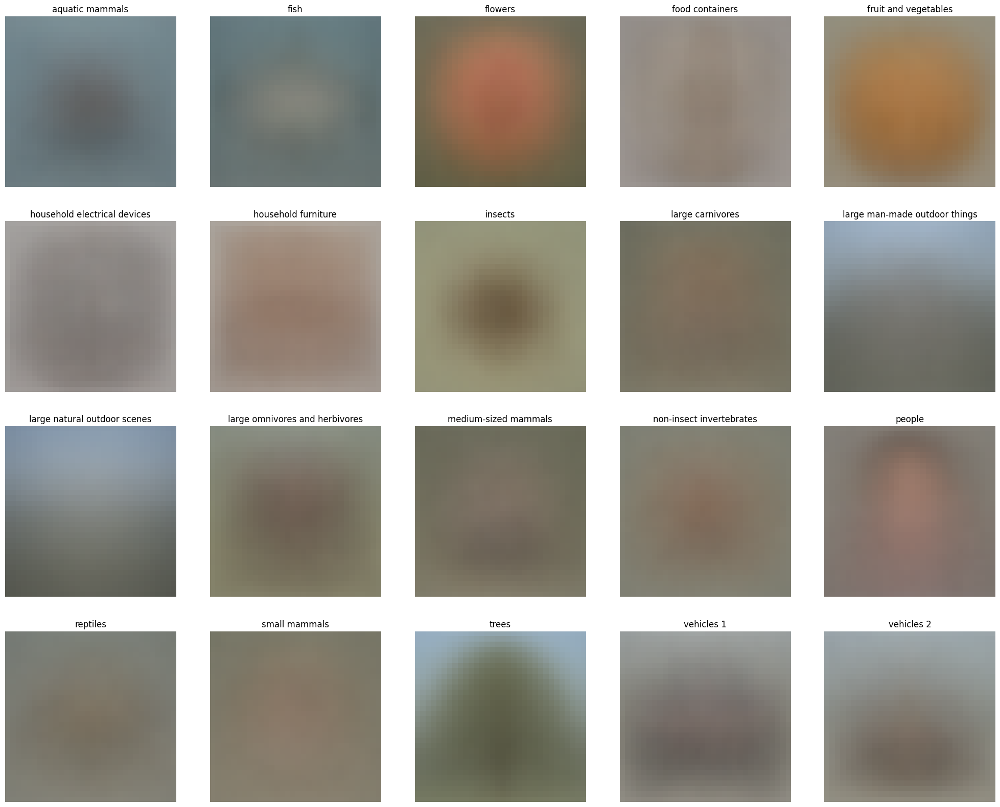 aquatic mammals
fish
flowers
food containers
fruit and vegetables
household electrical devices
household furniture
insects
large carnivores
large man-made outdoor things
large natural outdoor scenes
large omnivores and herbivores
medium-sized mammals
non-insect invertebrates
people
reptiles
small mammals
trees
vehicles 1
vehicles 2